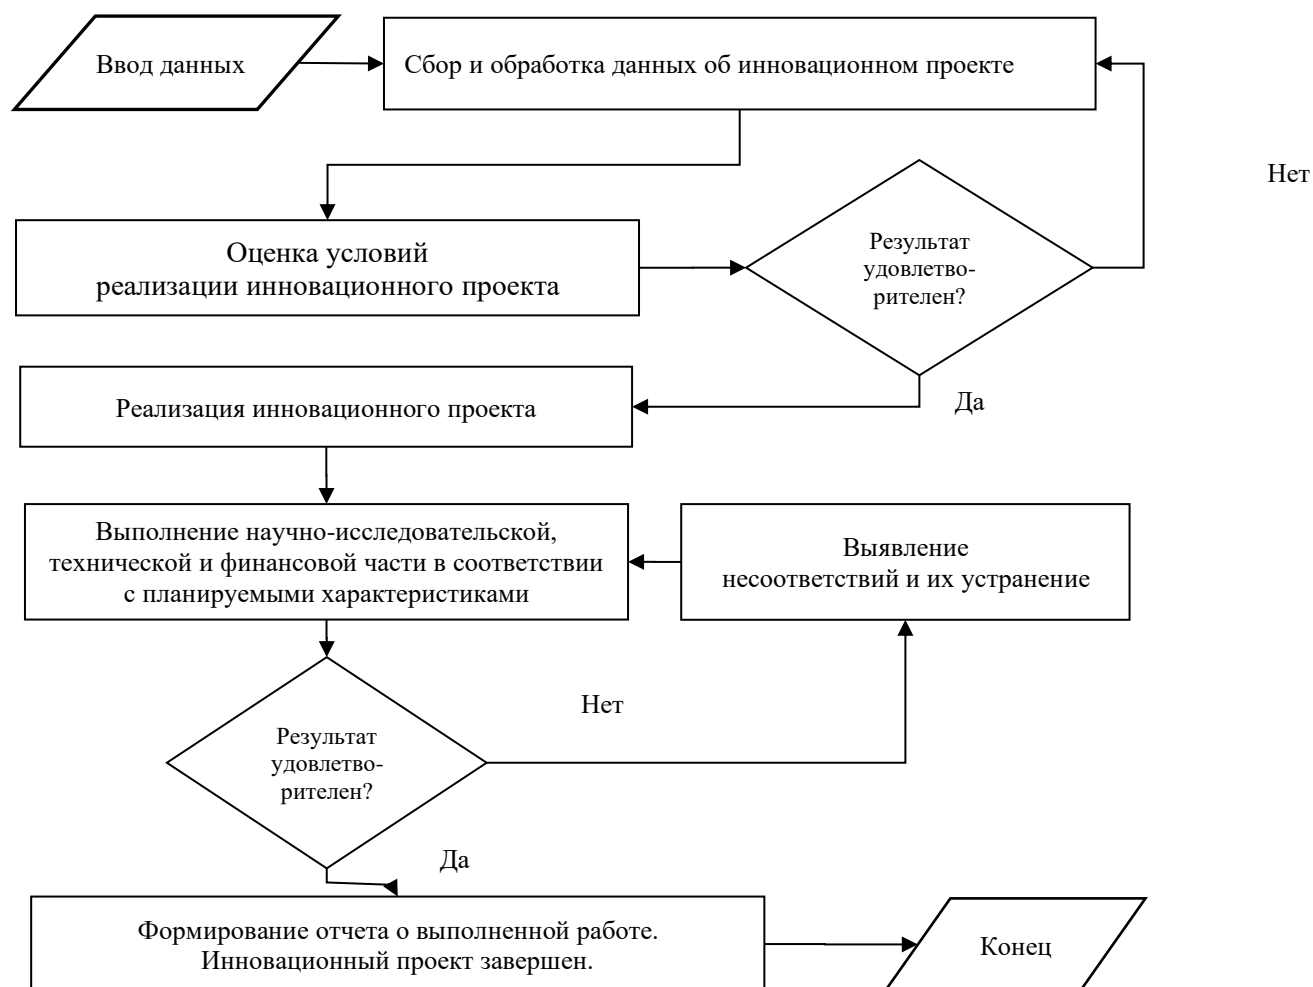 Ввод данных
Сбор и обработка данных об инновационном проекте
Нет
Оценка условий
реализации инновационного проекта
Результат
удовлетво-
рителен?
Да
Реализация инновационного проекта
Выполнение научно-исследовательской,
технической и финансовой части в соответствии
с планируемыми характеристиками
Выявление
несоответствий и их устранение
Нет
Результат
удовлетво-
рителен?
Да
Формирование отчета о выполненной работе.
Инновационный проект завершен.
Конец